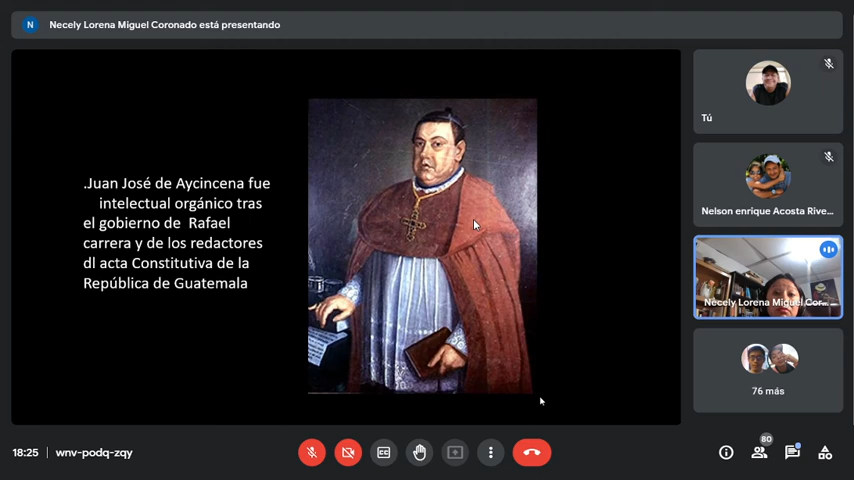 N Necely Lorena Miguel Coronado está presentando
.Juan José de Aycincena fue
intelectual orgánico tras
el gobierno de Rafael
carrera y de los redactores
dl acta Constitutiva de la
República de Guatemala
Tú
Nelson enrique Acosta Rive...
Necely Lorena Miguel Cor...
76 más
18:25 wnv-podq-zqy
80